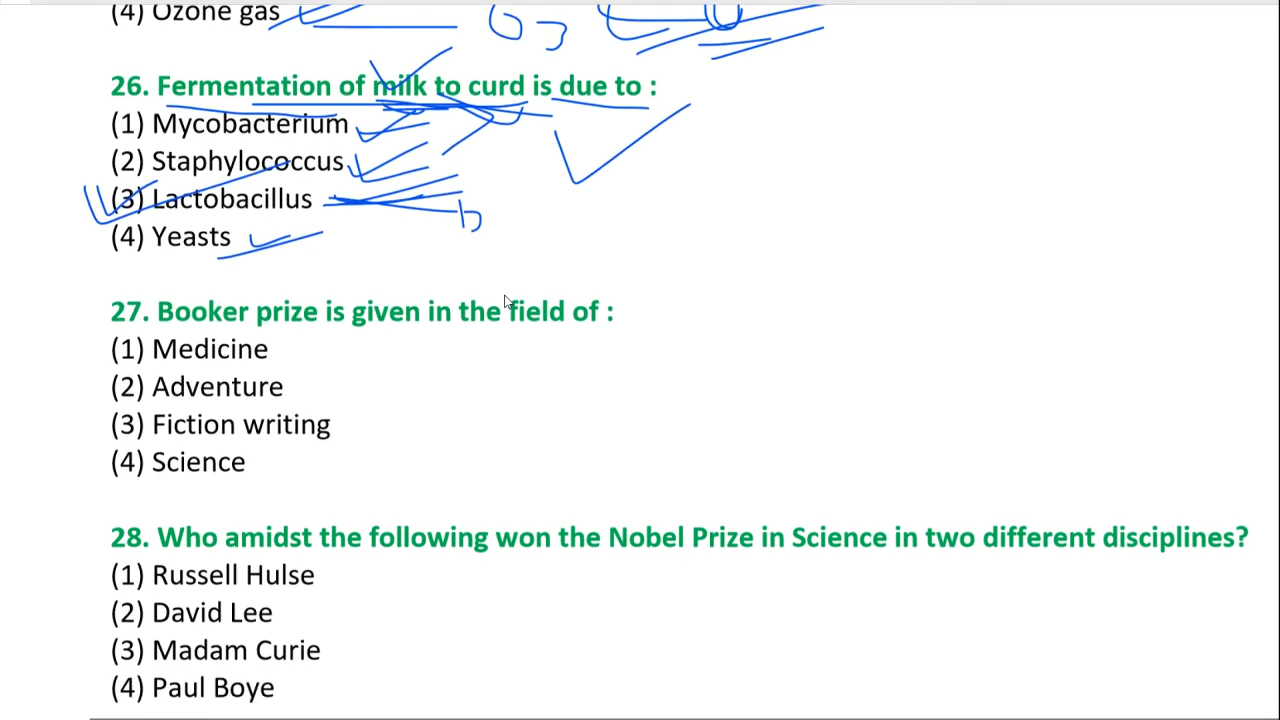 (4) Ozone gas
26. Fermentation of milk to curd is due to :
(1) Mycobacterium
(2) Staphylococcus
(3) Lactobacillus
(4) Yeasts
27. Booker prize is given in the field of :
(1) Medicine
(2) Adventure
(3) Fiction writing
(4) Science
28. Who amidst the following won the Nobel Prize in Science in two different disciplines?
(1) Russell Hulse
(2) David Lee
(3) Madam Curie
(4) Paul Boye